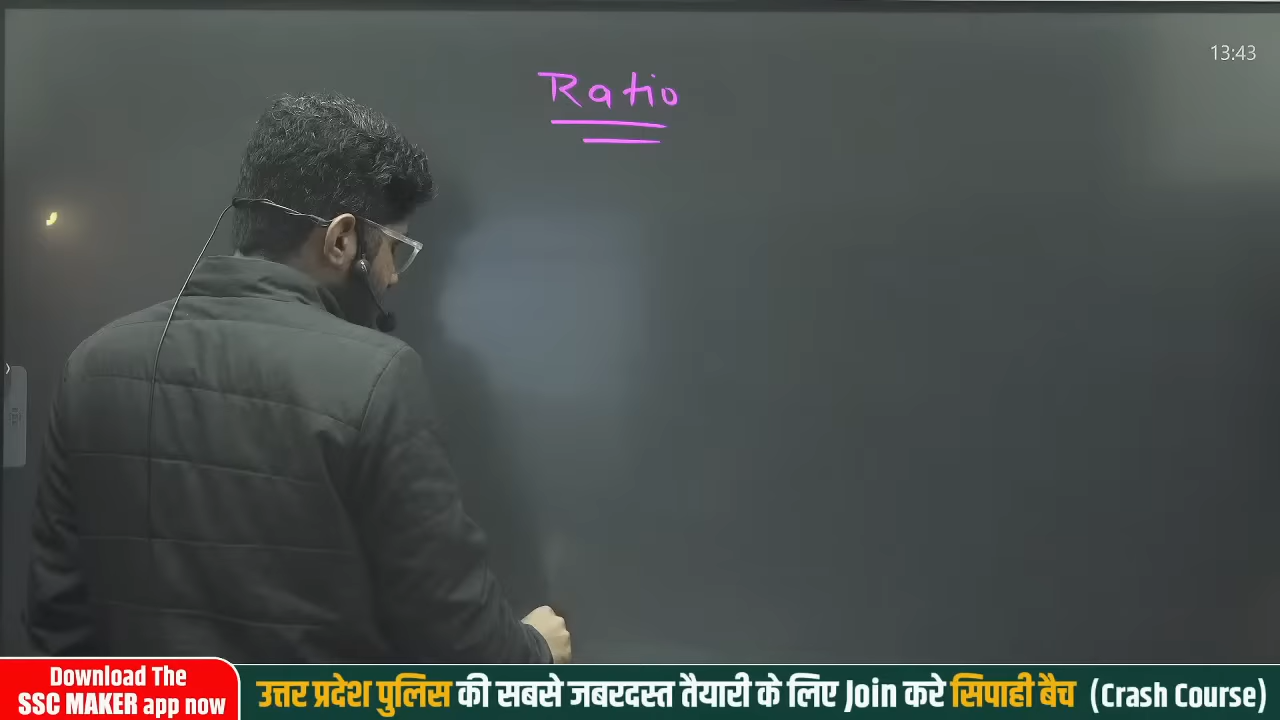 13:43
Ratio
Download The
SSC MAKER app now
उत्तर प्रदेश पुलिस की सबसे जबरदस्त तैयारी के लिए Join करे सिपाही बैच (Crash Course)